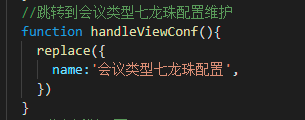 //跳转到会议类型七龙珠配置维护
function handleViewConf(){
replace({
name:'会议类型七龙珠配置',
})
}